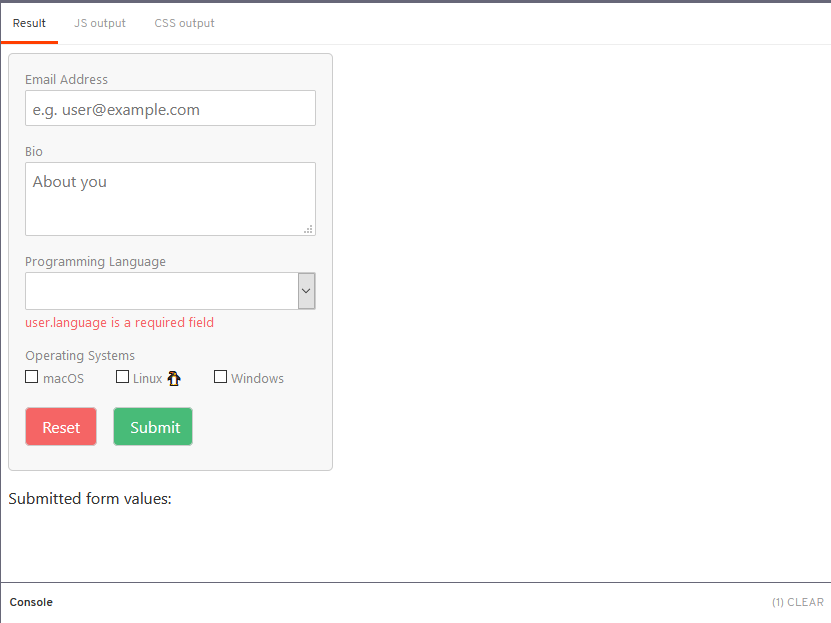 Result JS output CSS output
Email Address
e.g. user@example.com
Bio
About you
Programming Language
user.language is a required field
Operating Systems
macOS Linux Windows
Reset Submit
Submitted form values:
Console (1) CLEAR